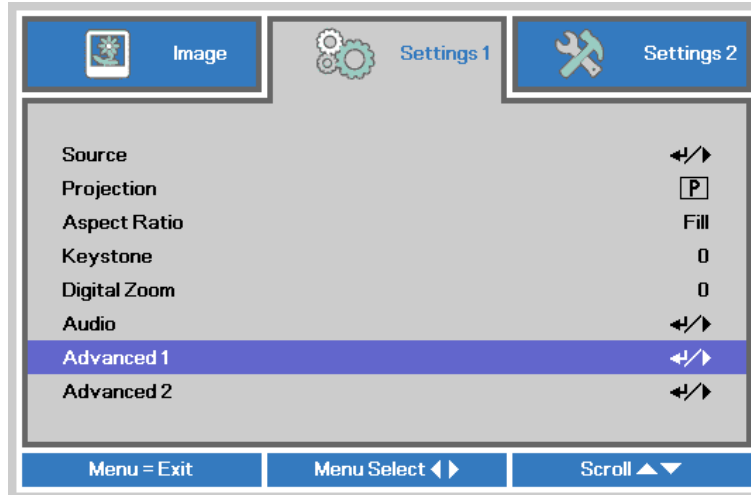 Image Settings 1 Settings 2
Source
Projection P
Aspect Ratio Fill
Keystone 0
Digital Zoom 0
Audio
Advanced 1
Advanced 2
Menu = Exit Menu Select Scroll